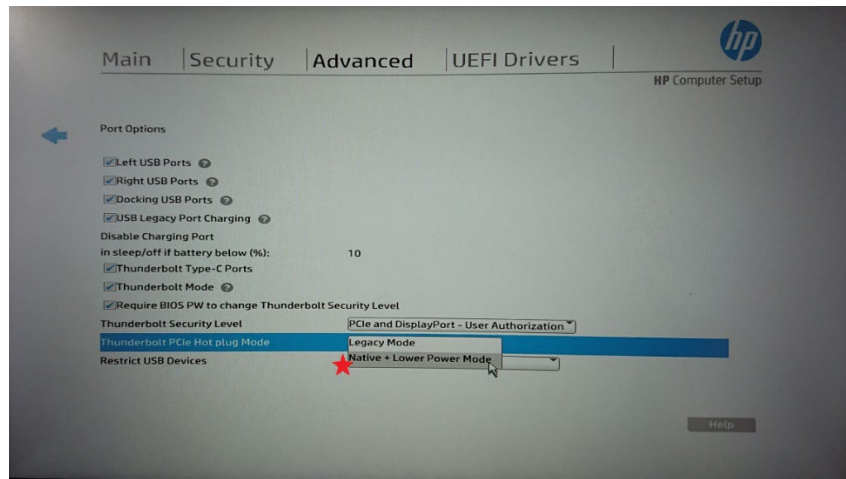 hp
Main Security Advanced UEFI Drivers
HP Computer Setup
Port Options
Left USB Ports ?
Right USB Ports ?
Docking USB Ports ?
USB Legacy Port Charging ?
Disable Charging Port
in sleep/off if battery below (%): 10
Thunderbolt Type-C Ports
Thunderbolt Mode ?
Require BIOS PW to change Thunderbolt Security Level
Thunderbolt Security Level PCIe and DisplayPort - User Authorization
Thunderbolt PCIe Hot plug Mode Legacy Mode
Native + Lower Power Mode
Restrict USB Devices
Help